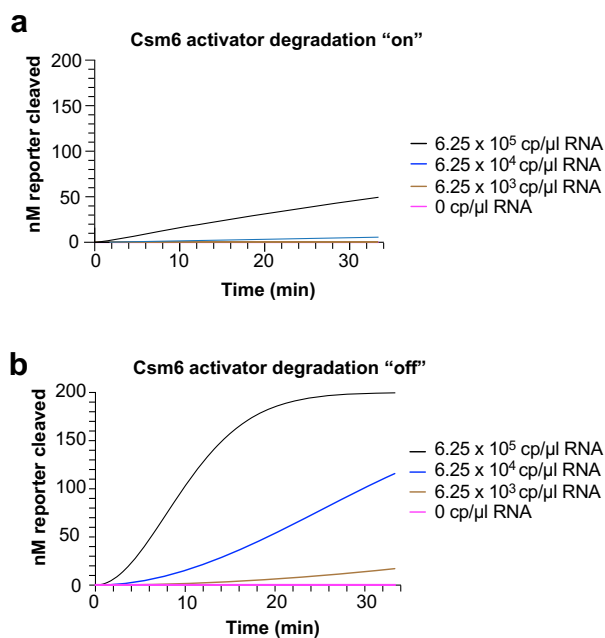 a
Csm6 activator degradation “on”
nM reporter cleaved
200
150
100
50
0
0
10
20
30
Time (min)
6.25 x 10⁵ cp/µl RNA
6.25 x 10⁴ cp/µl RNA
6.25 x 10³ cp/µl RNA
0 cp/µl RNA
b
Csm6 activator degradation “off”
nM reporter cleaved
200
150
100
50
0
0
10
20
30
Time (min)
6.25 x 10⁵ cp/µl RNA
6.25 x 10⁴ cp/µl RNA
6.25 x 10³ cp/µl RNA
0 cp/µl RNA